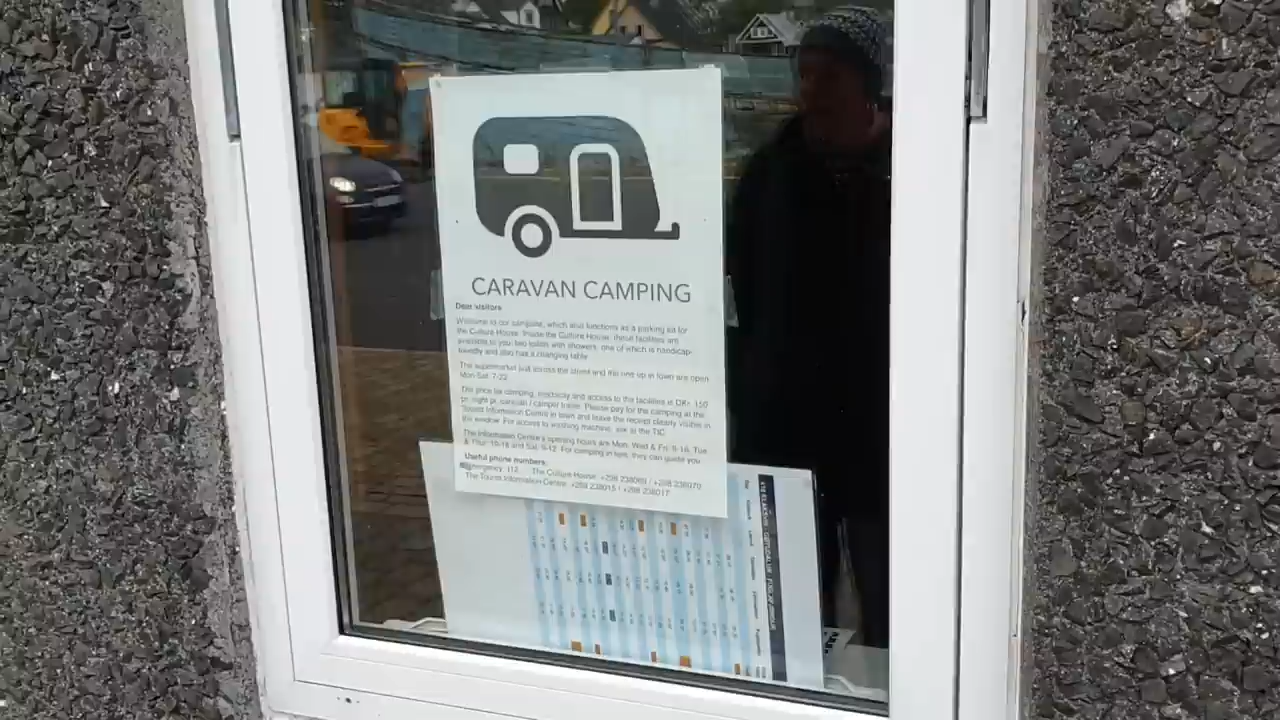 CARAVAN CAMPING
Dear visitors
Welcome to our campsite, which also functions as a parking lot for
the Culture House. Inside the Culture House, these facilities are
available to you: two toilets with showers, one of which is handicap-
friendly and also has a changing table.
The supermarket just across the street and the one up in town are open
Mon-Sat: 7-22
The price for camping, electricity and access to the facilities is DKr. 150
pr. night pr. caravan / camper trailer. Please pay for the camping at the
Tourist Information Centre in town and leave the receipt clearly visible in
the window. For access to washing machine, ask at the TIC.
The Information Centre's opening hours are Mon, Wed & Fri: 9-16, Tue
& Thur: 10-16 and Sat: 9-12. For camping in tent, they can guide you
Useful phone numbers:
Emergency: 112 The Culture House: +298 238069 / +298 238070
The Tourist Information Centre: +298 238015 / +298 238017